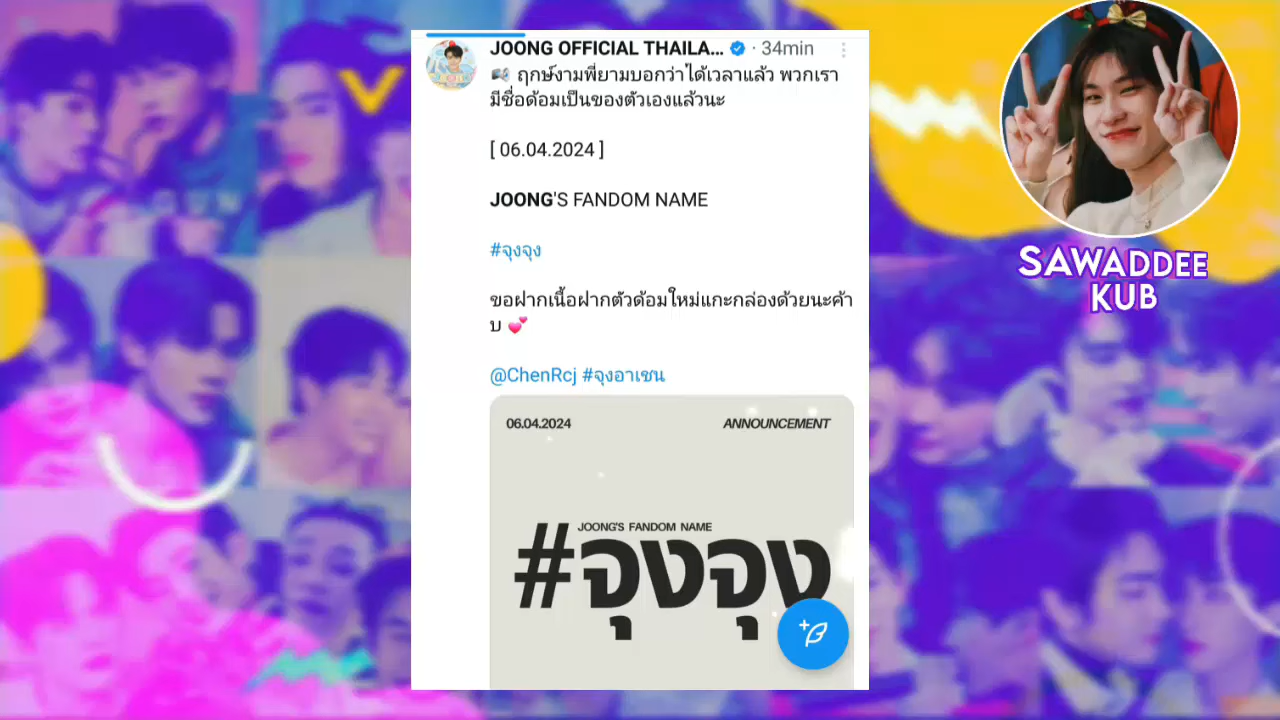 JOONG OFFICIAL THAILA... · 34min
ฤกษ์งามพี่ยามบอกว่าได้เวลาแล้ว พวกเรา
มีชื่อด้อมเป็นของตัวเองแล้วนะ
[ 06.04.2024 ]
JOONG'S FANDOM NAME
#จุงจุง
ขอฝากเนื้อฝากตัวด้อมใหม่แกะกล่องด้วยนะค้า
บ 💕
@ChenRcj #จุงอาเชน
06.04.2024 ANNOUNCEMENT
JOONG'S FANDOM NAME
#จุงจุง
SAWADDEE
KUB